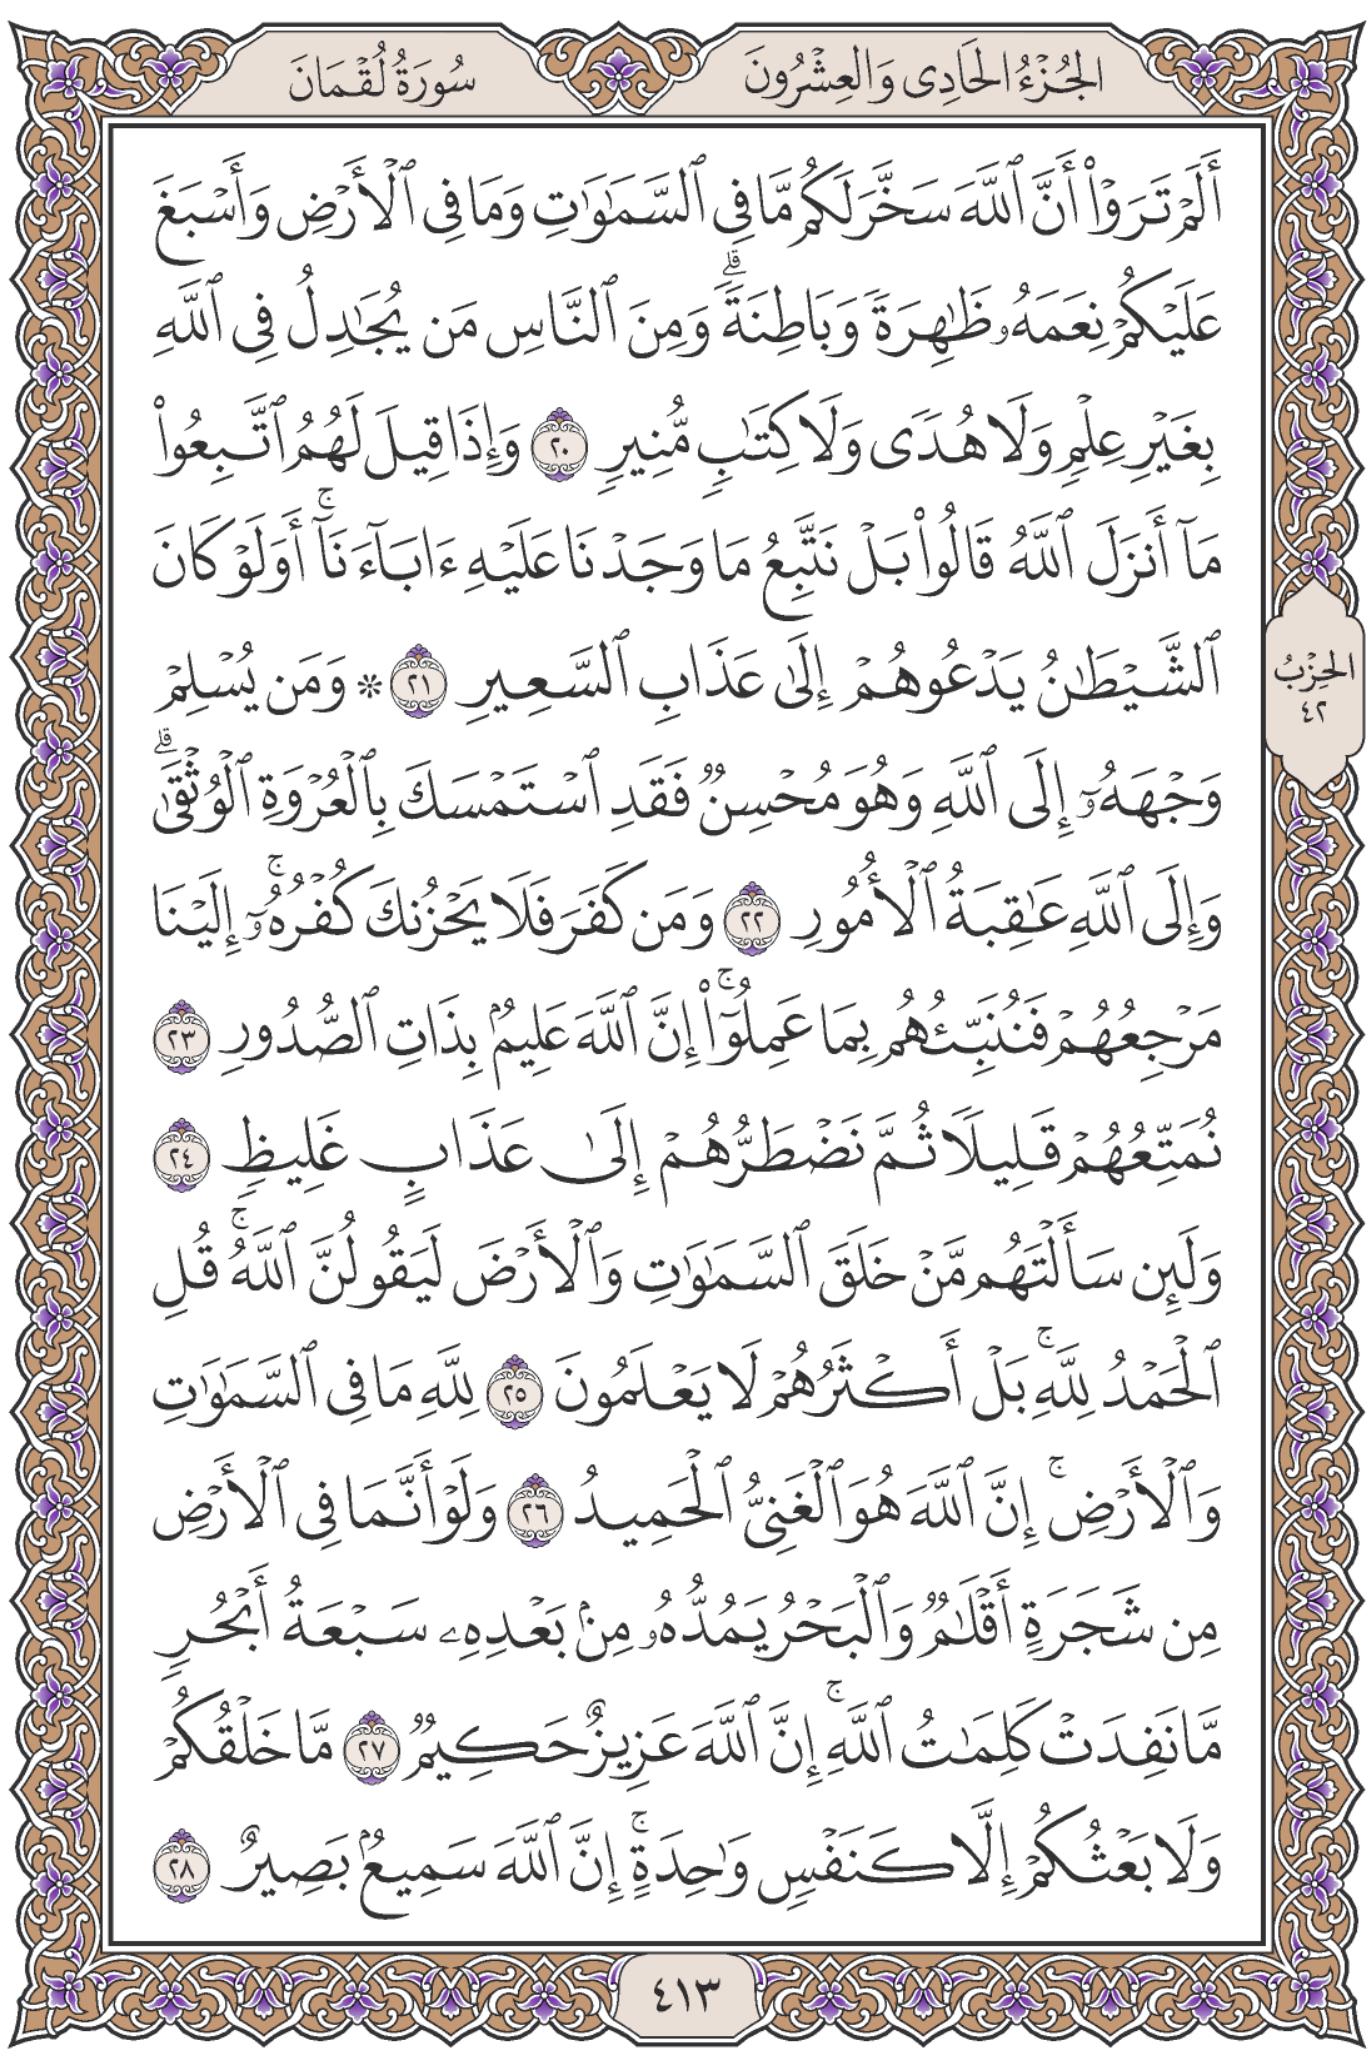 الجُزْءُ الحَادِى وَالعِشْرُونَ
سُورَةُ لُقْمَانَ
أَلَمْ تَرَوْا۟ أَنَّ ٱللَّهَ سَخَّرَ لَكُم مَّا فِى ٱلسَّمَـٰوَٰتِ وَمَا فِى ٱلْأَرْضِ وَأَسْبَغَ
عَلَيْكُمْ نِعَمَهُۥ ظَـٰهِرَةً وَبَاطِنَةً ۗ وَمِنَ ٱلنَّاسِ مَن يُجَـٰدِلُ فِى ٱللَّهِ
بِغَيْرِ عِلْمٍ وَلَا هُدًى وَلَا كِتَـٰبٍ مُّنِيرٍ ٢٠ وَإِذَا قِيلَ لَهُمُ ٱتَّبِعُوا۟
مَآ أَنزَلَ ٱللَّهُ قَالُوا۟ بَلْ نَتَّبِعُ مَا وَجَدْنَا عَلَيْهِ ءَابَآءَنَآ ۚ أَوَلَوْ كَانَ
ٱلشَّيْطَـٰنُ يَدْعُوهُمْ إِلَىٰ عَذَابِ ٱلسَّعِيرِ ٢١ * وَمَن يُسْلِمْ
وَجْهَهُۥٓ إِلَى ٱللَّهِ وَهُوَ مُحْسِنٌ فَقَدِ ٱسْتَمْسَكَ بِٱلْعُرْوَةِ ٱلْوُثْقَىٰ ۗ
وَإِلَى ٱللَّهِ عَـٰقِبَةُ ٱلْأُمُورِ ٢٢ وَمَن كَفَرَ فَلَا يَحْزُنكَ كُفْرُهُۥٓ ۚ إِلَيْنَا
مَرْجِعُهُمْ فَنُنَبِّئُهُم بِمَا عَمِلُوٓا۟ ۚ إِنَّ ٱللَّهَ عَلِيمٌۢ بِذَاتِ ٱلصُّدُورِ ٢٣
نُمَتِّعُهُمْ قَلِيلًا ثُمَّ نَضْطَرُّهُمْ إِلَىٰ عَذَابٍ غَلِيظٍ ٢٤
وَلَئِن سَأَلْتَهُم مَّنْ خَلَقَ ٱلسَّمَـٰوَٰتِ وَٱلْأَرْضَ لَيَقُولُنَّ ٱللَّهُ ۚ قُلِ
ٱلْحَمْدُ لِلَّهِ ۚ بَلْ أَكْثَرُهُمْ لَا يَعْلَمُونَ ٢٥ لِلَّهِ مَا فِى ٱلسَّمَـٰوَٰتِ
وَٱلْأَرْضِ ۚ إِنَّ ٱللَّهَ هُوَ ٱلْغَنِىُّ ٱلْحَمِيدُ ٢٦ وَلَوْ أَنَّمَا فِى ٱلْأَرْضِ
مِن شَجَرَةٍ أَقْلَـٰمٌ وَٱلْبَحْرُ يَمُدُّهُۥ مِنۢ بَعْدِهِۦ سَبْعَةُ أَبْحُرٍ
مَّا نَفِدَتْ كَلِمَـٰتُ ٱللَّهِ ۚ إِنَّ ٱللَّهَ عَزِيزٌ حَكِيمٌ ٢٧ مَّا خَلْقُكُمْ
وَلَا بَعْثُكُمْ إِلَّا كَنَفْسٍ وَٰحِدَةٍ ۚ إِنَّ ٱللَّهَ سَمِيعٌۢ بَصِيرٌ ٢٨
الحِزْبُ
٤٢
٤١٣